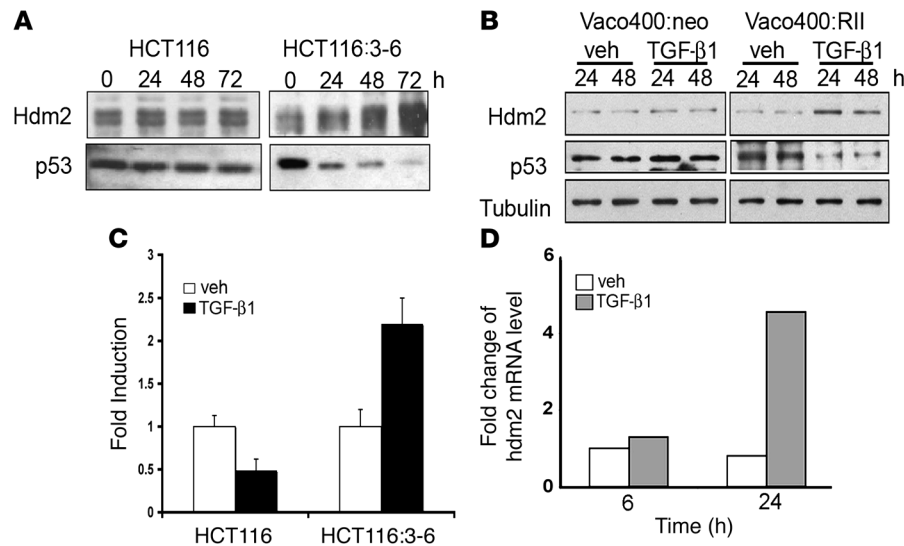 A
HCT116
HCT116:3-6
0 24 48 72
0 24 48 72 h
Hdm2
p53
B
Vaco400:neo
Vaco400:RII
veh TGF-β1
veh TGF-β1
24 48 24 48
24 48 24 48 h
Hdm2
p53
Tubulin
C
Fold Induction
3
2.5
2
1.5
1
0.5
0
veh
TGF-β1
HCT116
HCT116:3-6
D
Fold change of
hdm2 mRNA level
6
4
2
0
veh
TGF-β1
6
24
Time (h)